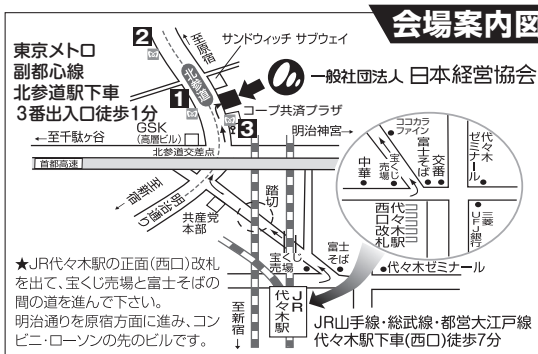 会場案内図
東京メトロ
副都心線
北参道駅下車
3番出入口徒歩1分
2
至原宿
サンドウィッチ サブウェイ
北参道
一般社団法人 日本経営協会
1
コープ共済プラザ
3
←至千駄ヶ谷
GSK
(高層ビル)
明治神宮→
北参道交差点
首都高速
至新宿
明治通り
共産党
本部
踏切
ココカラ
ファイン
代々木
ゼミナール
中華
宝くじ
売場
富士そば
交番
代々木駅
西口改札
三菱
UFJ銀行
宝くじ
売場
富士
そば
代々木ゼミナール
★JR代々木駅の正面(西口)改札
を出て、宝くじ売場と富士そばの
間の道を進んで下さい。
明治通りを原宿方面に進み、コン
ビニ・ローソンの先のビルです。
至新宿
JR
代々木駅
JR山手線・総武線・都営大江戸線
代々木駅下車(西口)徒歩7分